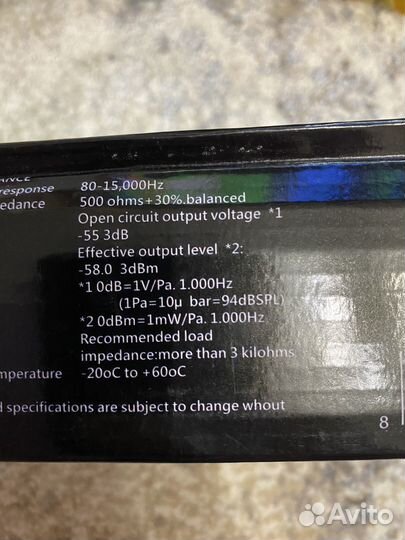 response 80-15,000Hz
edance 500 ohms+30%.balanced
Open circuit output voltage *1
-55 3dB
Effective output level *2:
-58.0 3dBm
*1 0dB=1V/Pa. 1.000Hz
(1Pa=10µ bar=94dBSPL)
*2 0dBm=1mW/Pa. 1.000Hz
Recommended load
impedance:more than 3 kilohms
mperature -20oC to +60oC
d specifications are subject to change whout
8
Avito